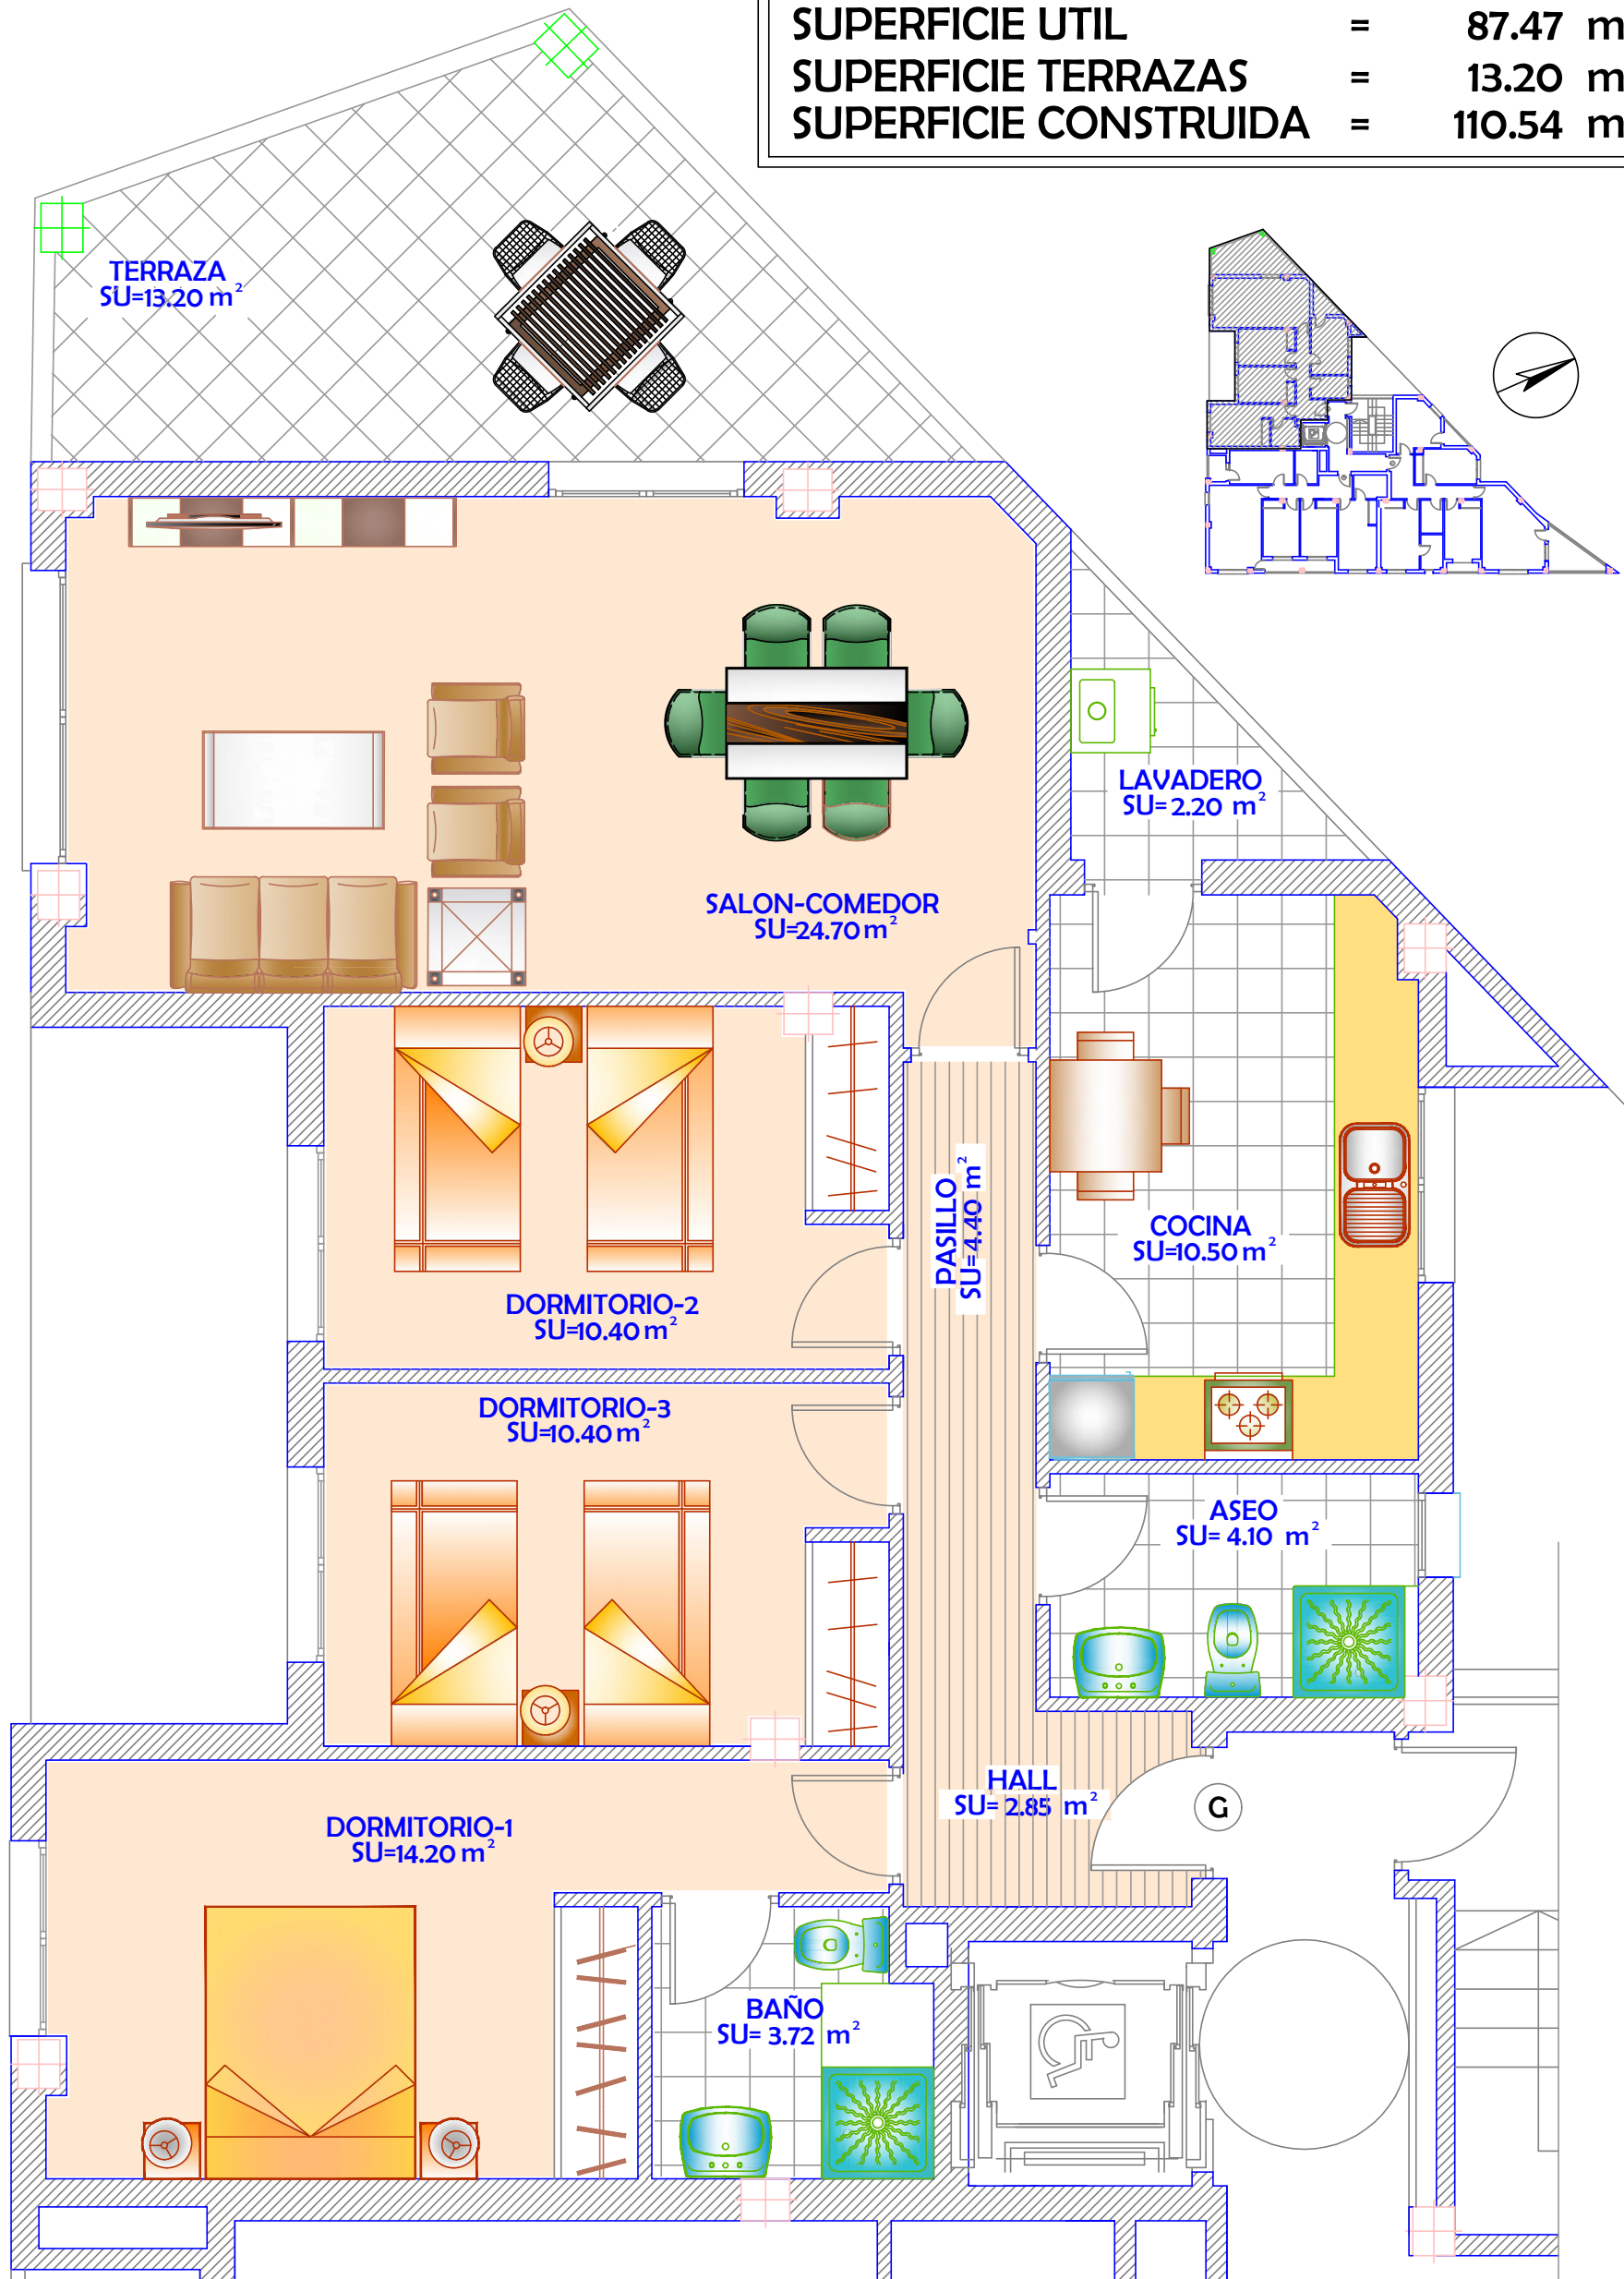 SUPERFICIE UTIL = 87.47 m
SUPERFICIE TERRAZAS = 13.20 m
SUPERFICIE CONSTRUIDA = 110.54 m
TERRAZA
SU=13.20 m²
LAVADERO
SU= 2.20 m²
SALON-COMEDOR
SU=24.70 m²
PASILLO
SU= 4.40 m²
COCINA
SU=10.50 m²
DORMITORIO-2
SU=10.40 m²
DORMITORIO-3
SU=10.40 m²
ASEO
SU= 4.10 m²
HALL
SU= 2.85 m²
G
DORMITORIO-1
SU=14.20 m²
BAÑO
SU= 3.72 m²